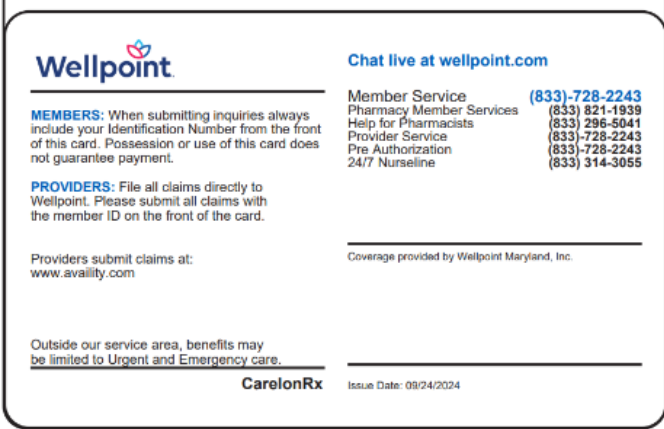 Wellpoint
MEMBERS: When submitting inquiries always
include your Identification Number from the front
of this card. Possession or use of this card does
not guarantee payment.
PROVIDERS: File all claims directly to
Wellpoint. Please submit all claims with
the member ID on the front of the card.
Providers submit claims at:
www.availity.com
Outside our service area, benefits may
be limited to Urgent and Emergency care.
CarelonRx
Chat live at wellpoint.com
Member Service (833)-728-2243
Pharmacy Member Services (833) 821-1939
Help for Pharmacists (833) 296-5041
Provider Service (833)-728-2243
Pre Authorization (833)-728-2243
24/7 Nurseline (833) 314-3055
Coverage provided by Wellpoint Maryland, Inc.
Issue Date: 09/24/2024